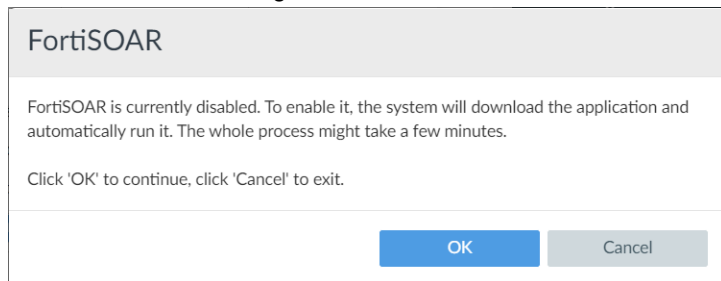 FortiSOAR
FortiSOAR is currently disabled. To enable it, the system will download the application and
automatically run it. The whole process might take a few minutes.
Click 'OK' to continue, click 'Cancel' to exit.
OK
Cancel